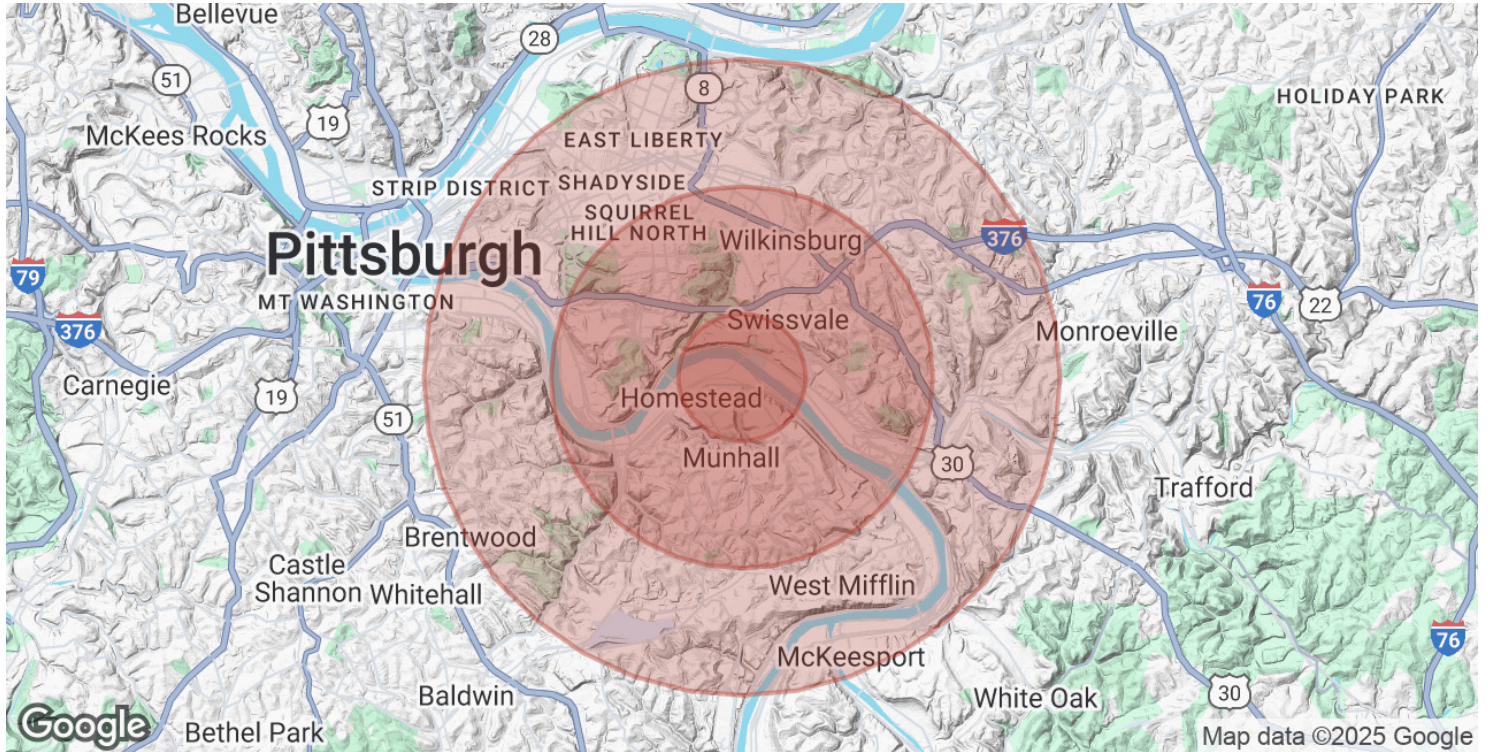 Bellevue
28
51
8
19
HOLIDAY PARK
McKees Rocks
EAST LIBERTY
STRIP DISTRICT
SHADYSIDE
SQUIRREL
HILL NORTH
Wilkinsburg
376
Pittsburgh
79
MT WASHINGTON
76
22
376
Swissvale
Monroeville
Carnegie
19
Homestead
51
Munhall
30
Trafford
Brentwood
Castle
Shannon
Whitehall
West Mifflin
76
McKeesport
Baldwin
White Oak
30
Google
Bethel Park
Map data ©2025 Google